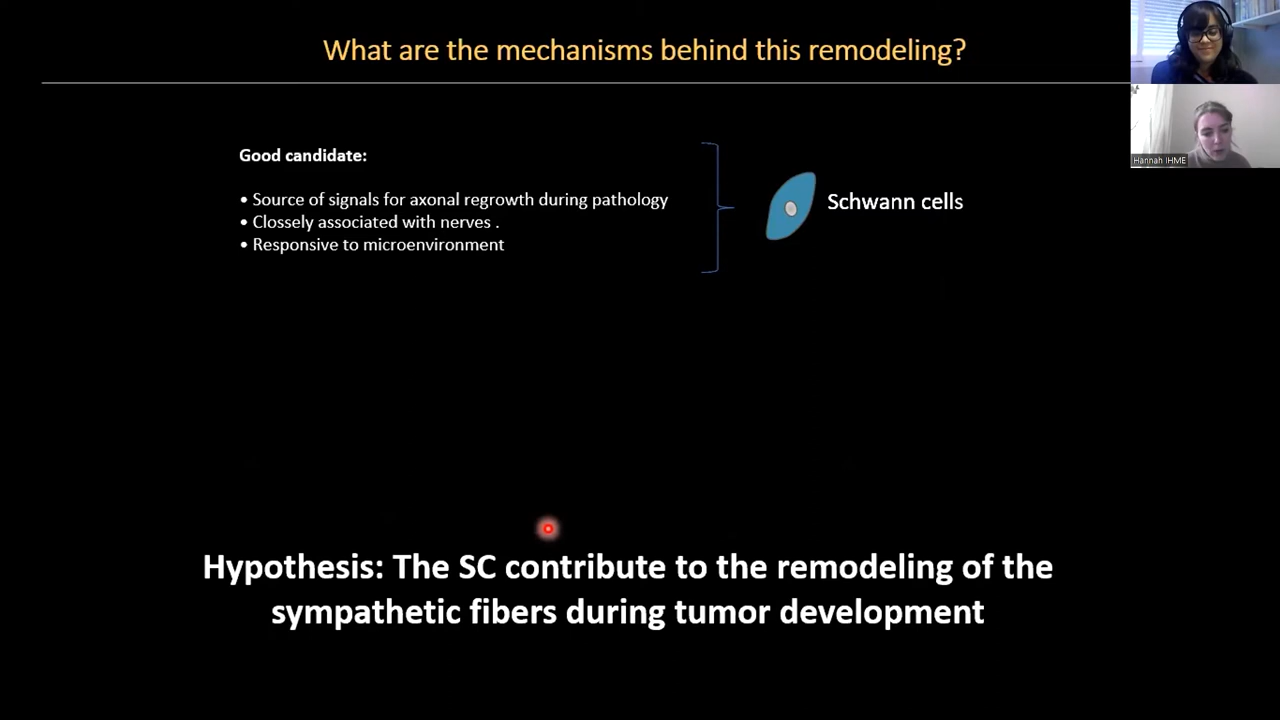 What are the mechanisms behind this remodeling?
Hannah IHME
Good candidate:
• Source of signals for axonal regrowth during pathology
• Clossely associated with nerves .
• Responsive to microenvironment
Schwann cells
Hypothesis: The SC contribute to the remodeling of the
sympathetic fibers during tumor development